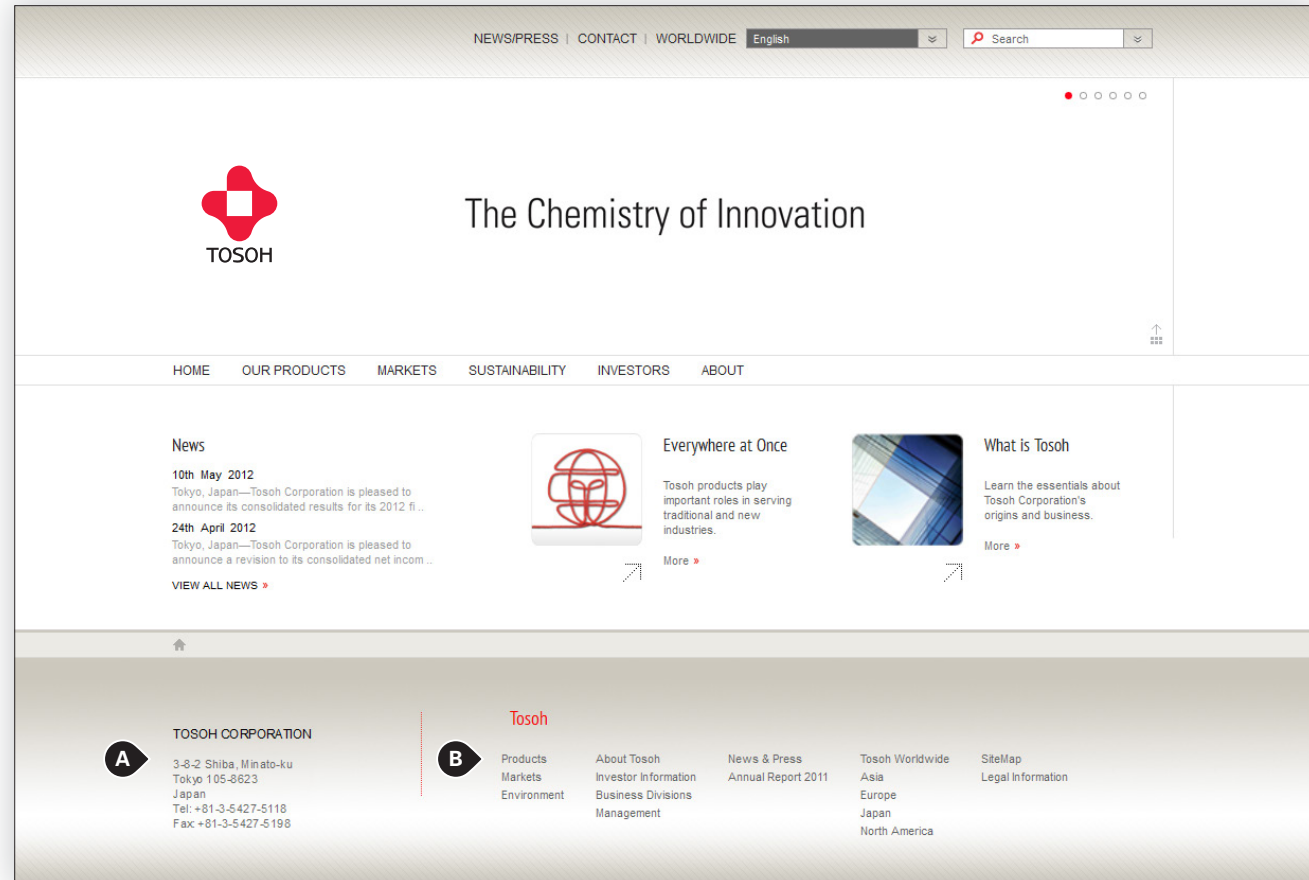 NEWS/PRESS | CONTACT | WORLDWIDE English Search
TOSOH
The Chemistry of Innovation
HOME OUR PRODUCTS MARKETS SUSTAINABILITY INVESTORS ABOUT
News
10th May 2012
Tokyo, Japan—Tosoh Corporation is pleased to
announce its consolidated results for its 2012 fi ..
24th April 2012
Tokyo, Japan—Tosoh Corporation is pleased to
announce a revision to its consolidated net incom ..
VIEW ALL NEWS »
Everywhere at Once
Tosoh products play
important roles in serving
traditional and new
industries.
More »
What is Tosoh
Learn the essentials about
Tosoh Corporation's
origins and business.
More »
A
TOSOH CORPORATION
3-8-2 Shiba, Minato-ku
Tokyo 105-8623
Japan
Tel: +81-3-5427-5118
Fax: +81-3-5427-5198
B
Tosoh
Products
Markets
Environment
About Tosoh
Investor Information
Business Divisions
Management
News & Press
Annual Report 2011
Tosoh Worldwide
Asia
Europe
Japan
North America
SiteMap
Legal Information